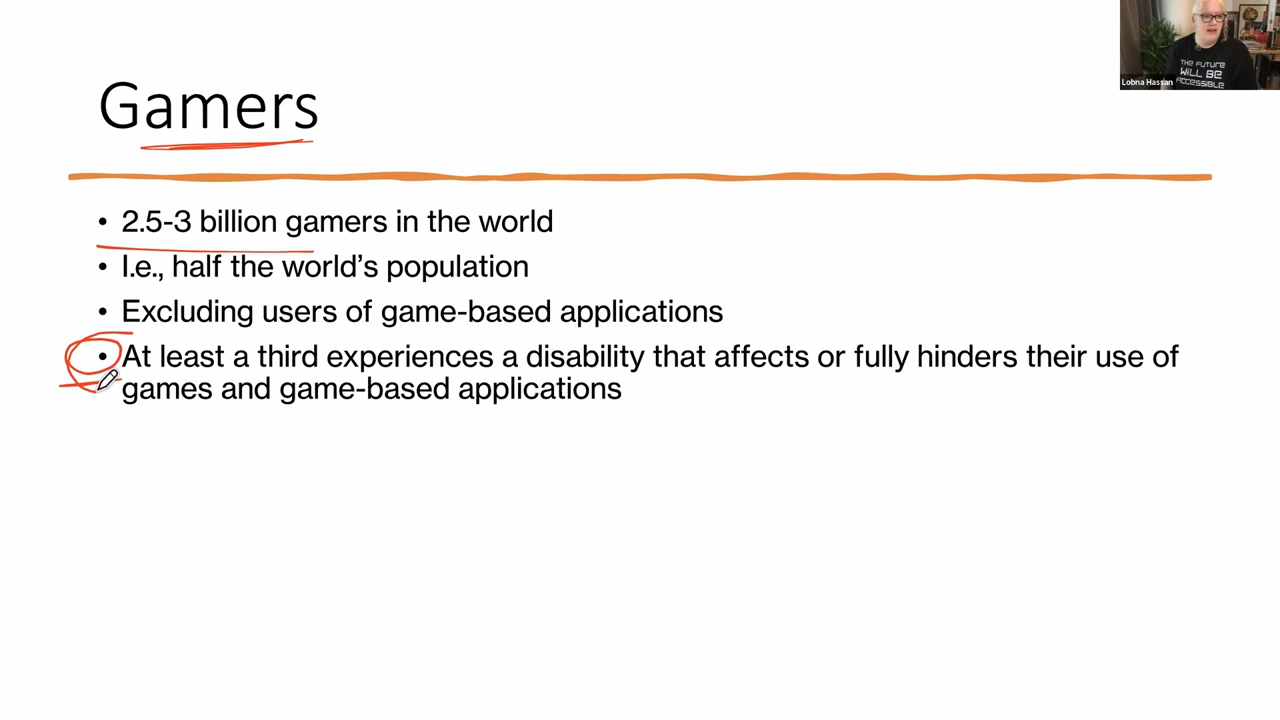 Lobna Hassan
THE FUTURE
WILL BE
ACCESSIBLE
Gamers
• 2.5-3 billion gamers in the world
• I.e., half the world’s population
• Excluding users of game-based applications
• At least a third experiences a disability that affects or fully hinders their use of
games and game-based applications